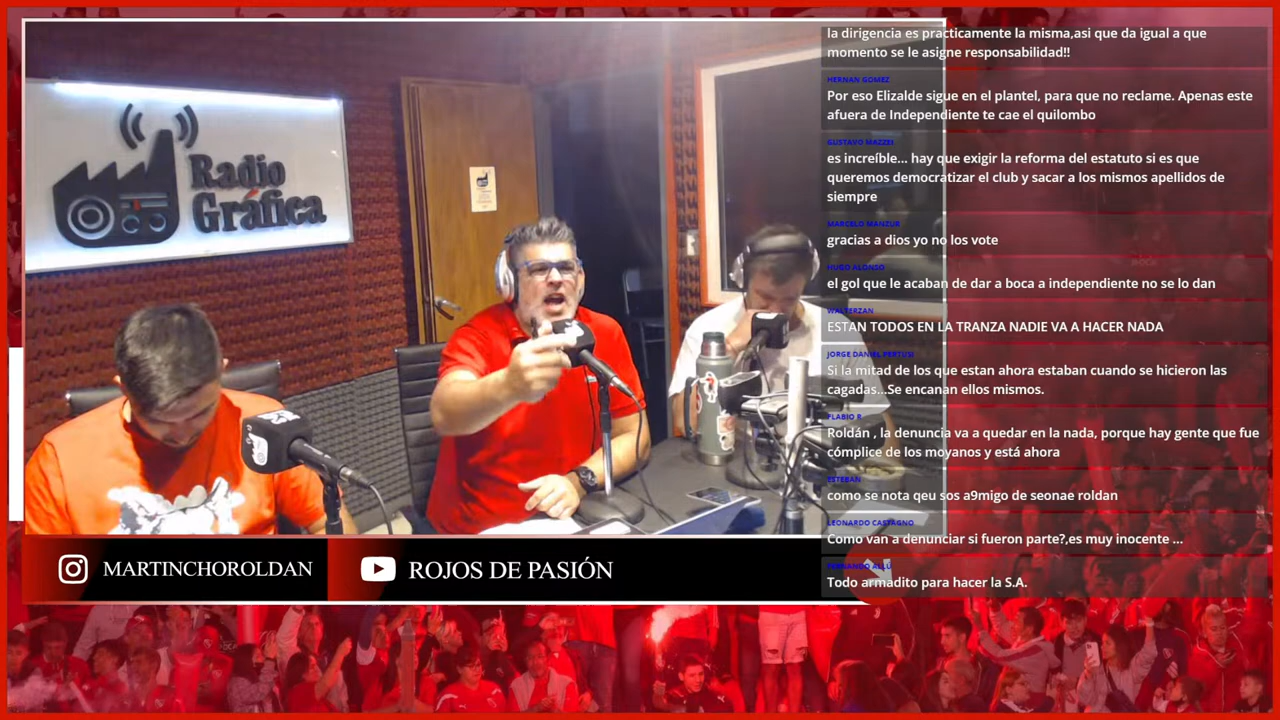 Radio
Gráfica
MARTINCHOROLDAN
ROJOS DE PASIÓN
la dirigencia es practicamente la misma,asi que da igual a que
momento se le asigne responsabilidad!!
HERNAN GOMEZ
Por eso Elizalde sigue en el plantel, para que no reclame. Apenas este
afuera de Independiente te cae el quilombo
GUSTAVO MAZZEI
es increíble... hay que exigir la reforma del estatuto si es que
queremos democratizar el club y sacar a los mismos apellidos de
siempre
MARCELO MANZUR
gracias a dios yo no los vote
HUGO ALONSO
el gol que le acaban de dar a boca a independiente no se lo dan
WALTERZAN
ESTAN TODOS EN LA TRANZA NADIE VA A HACER NADA
JORGE DANIEL PERTUSI
Si la mitad de los que estan ahora estaban cuando se hicieron las
cagadas...Se encanan ellos mismos.
FLABIO R
Roldán , la denuncia va a quedar en la nada, porque hay gente que fue
cómplice de los moyanos y está ahora
ESTEBAN
como se nota qeu sos a9migo de seonae roldan
LEONARDO CASTAGNO
Como van a denunciar si fueron parte?,es muy inocente ...
FERNANDO ALLÚ
Todo armadito para hacer la S.A.